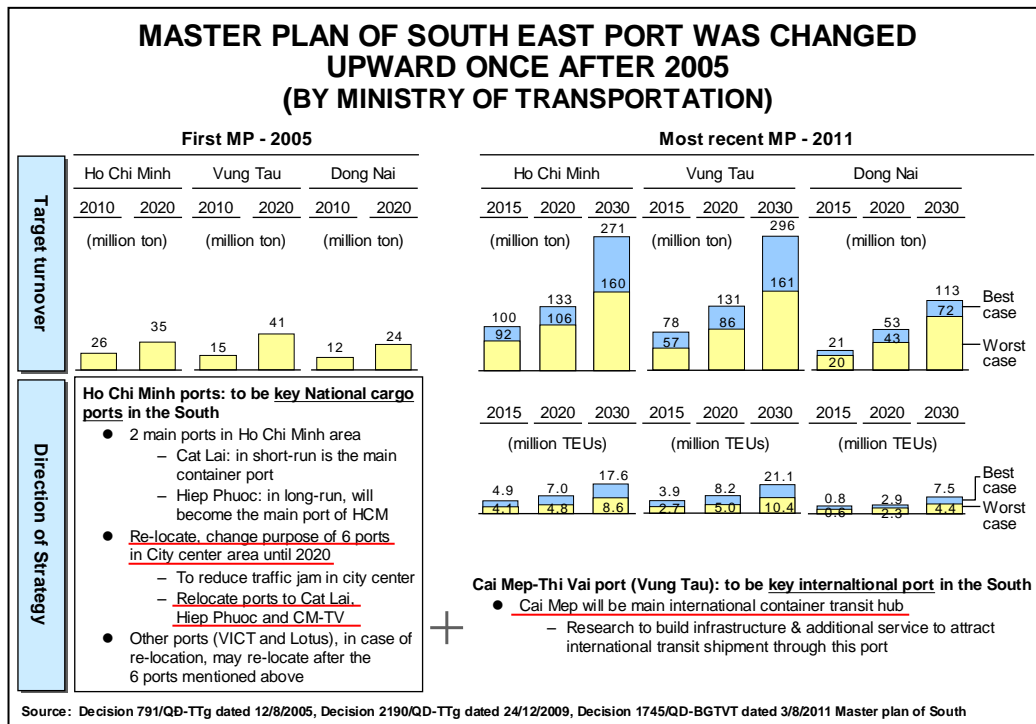 MASTER PLAN OF SOUTH EAST PORT WAS CHANGED
UPWARD ONCE AFTER 2005
(BY MINISTRY OF TRANSPORTATION)
First MP - 2005
Most recent MP - 2011
Target turnover
Ho Chi Minh Vung Tau Dong Nai
2010 2020 2010 2020 2010 2020
(million ton) (million ton) (million ton)
26 35 15 41 12 24
Ho Chi Minh Vung Tau Dong Nai
2015 2020 2030 2015 2020 2030 2015 2020 2030
(million ton) (million ton) (million ton)
100 133 271 78 131 296 21 53 113
92 106 160 57 86 161 20 43 72
Best
case
Worst
case
Direction of Strategy
Ho Chi Minh ports: to be key National cargo
ports in the South
● 2 main ports in Ho Chi Minh area
– Cat Lai: in short-run is the main
container port
– Hiep Phuoc: in long-run, will
become the main port of HCM
● Re-locate, change purpose of 6 ports
in City center area until 2020
– To reduce traffic jam in city center
– Relocate ports to Cat Lai,
Hiep Phuoc and CM-TV
● Other ports (VICT and Lotus), in case of
re-location, may re-locate after the
6 ports mentioned above
2015 2020 2030 2015 2020 2030 2015 2020 2030
(million TEUs) (million TEUs) (million TEUs)
4.9 7.0 17.6 3.9 8.2 21.1 0.8 2.9 7.5
4.1 4.8 8.6 2.7 5.0 10.4 0.6 2.3 4.4
Best
case
Worst
case
+
Cai Mep-Thi Vai port (Vung Tau): to be key internaltional port in the South
● Cai Mep will be main international container transit hub
– Research to build infrastructure & additional service to attract
international transit shipment through this port
Source: Decision 791/QĐ-TTg dated 12/8/2005, Decision 2190/QD-TTg dated 24/12/2009, Decision 1745/QD-BGTVT dated 3/8/2011 Master plan of South